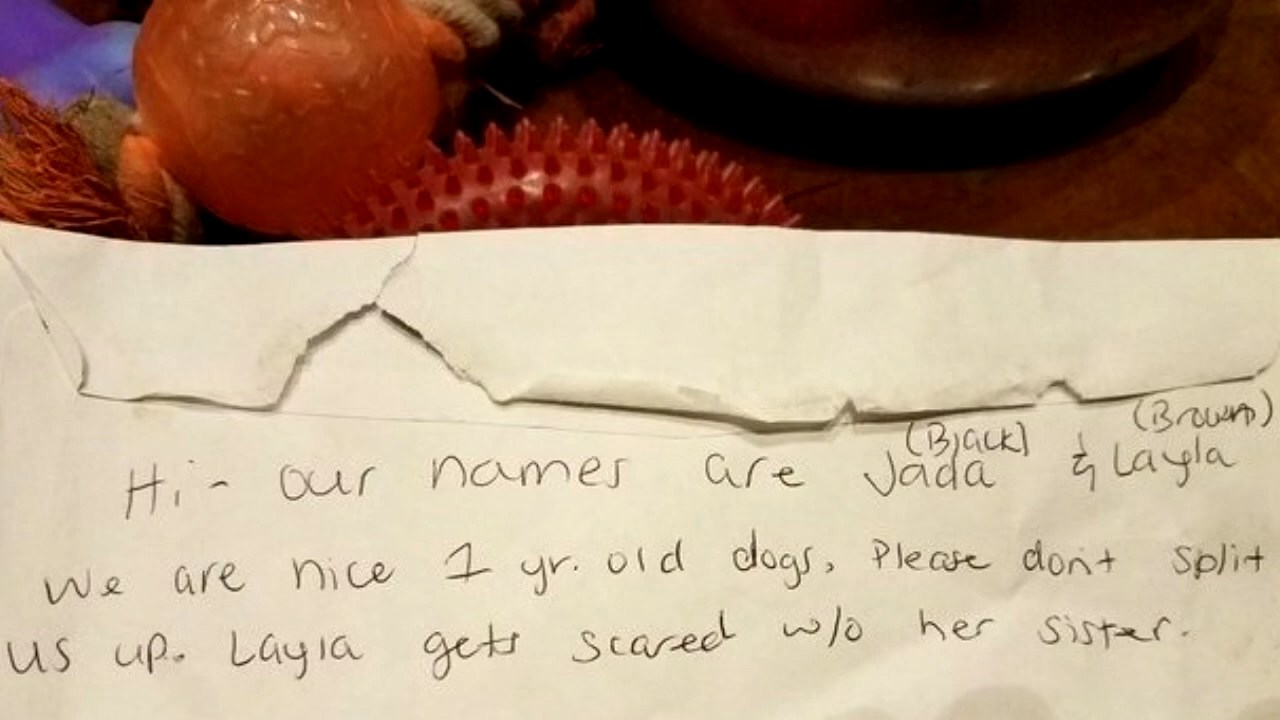 (Black) (Brown)
Hi - our names are Jada & Layla
We are nice 1 yr. old dogs. Please don't split
us up. Layla gets scared w/o her sister.